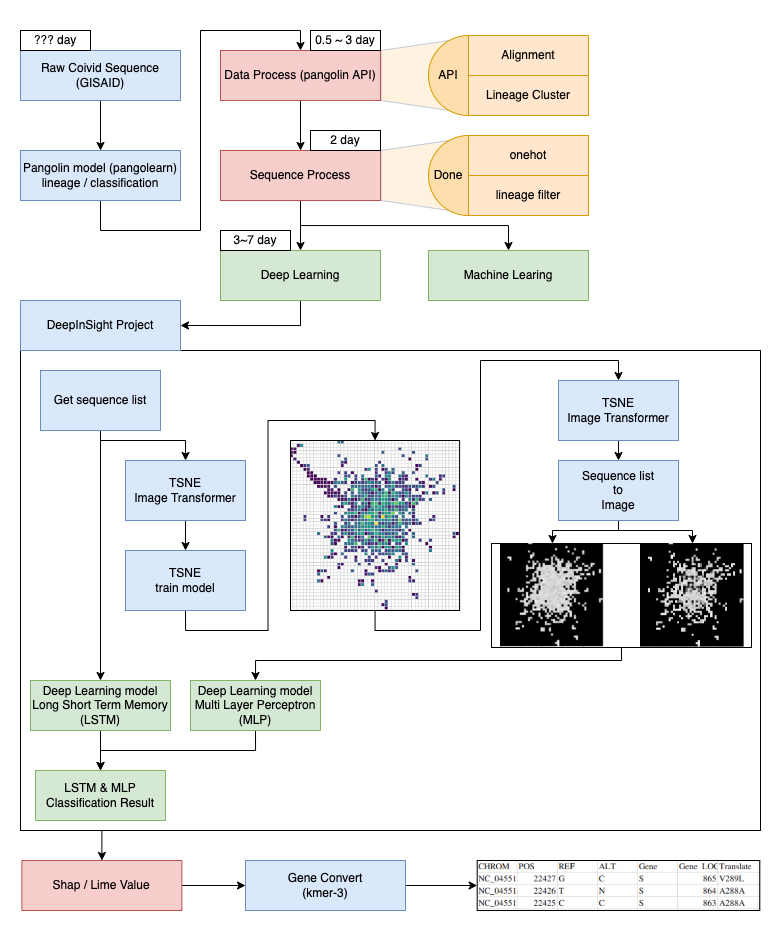 ??? day
Raw Coivid Sequence
(GISAID)
Pangolin model (pangolearn)
lineage / classification
0.5 ~ 3 day
Data Process (pangolin API)
API
Alignment
Lineage Cluster
2 day
Sequence Process
Done
onehot
lineage filter
3~7 day
Deep Learning
Machine Learing
DeepInSight Project
Get sequence list
TSNE
Image Transformer
TSNE
train model
TSNE
Image Transformer
Sequence list
to
Image
Deep Learning model
Long Short Term Memory
(LSTM)
Deep Learning model
Multi Layer Perceptron
(MLP)
LSTM & MLP
Classification Result
Shap / Lime Value
Gene Convert
(kmer-3)
CHROM POS REF ALT Gene Gene LOC Translate
NC_04551 22427 G C S 865 V289L
NC_04551 22426 T N S 864 A288A
NC_04551 22425 C C S 863 A288A